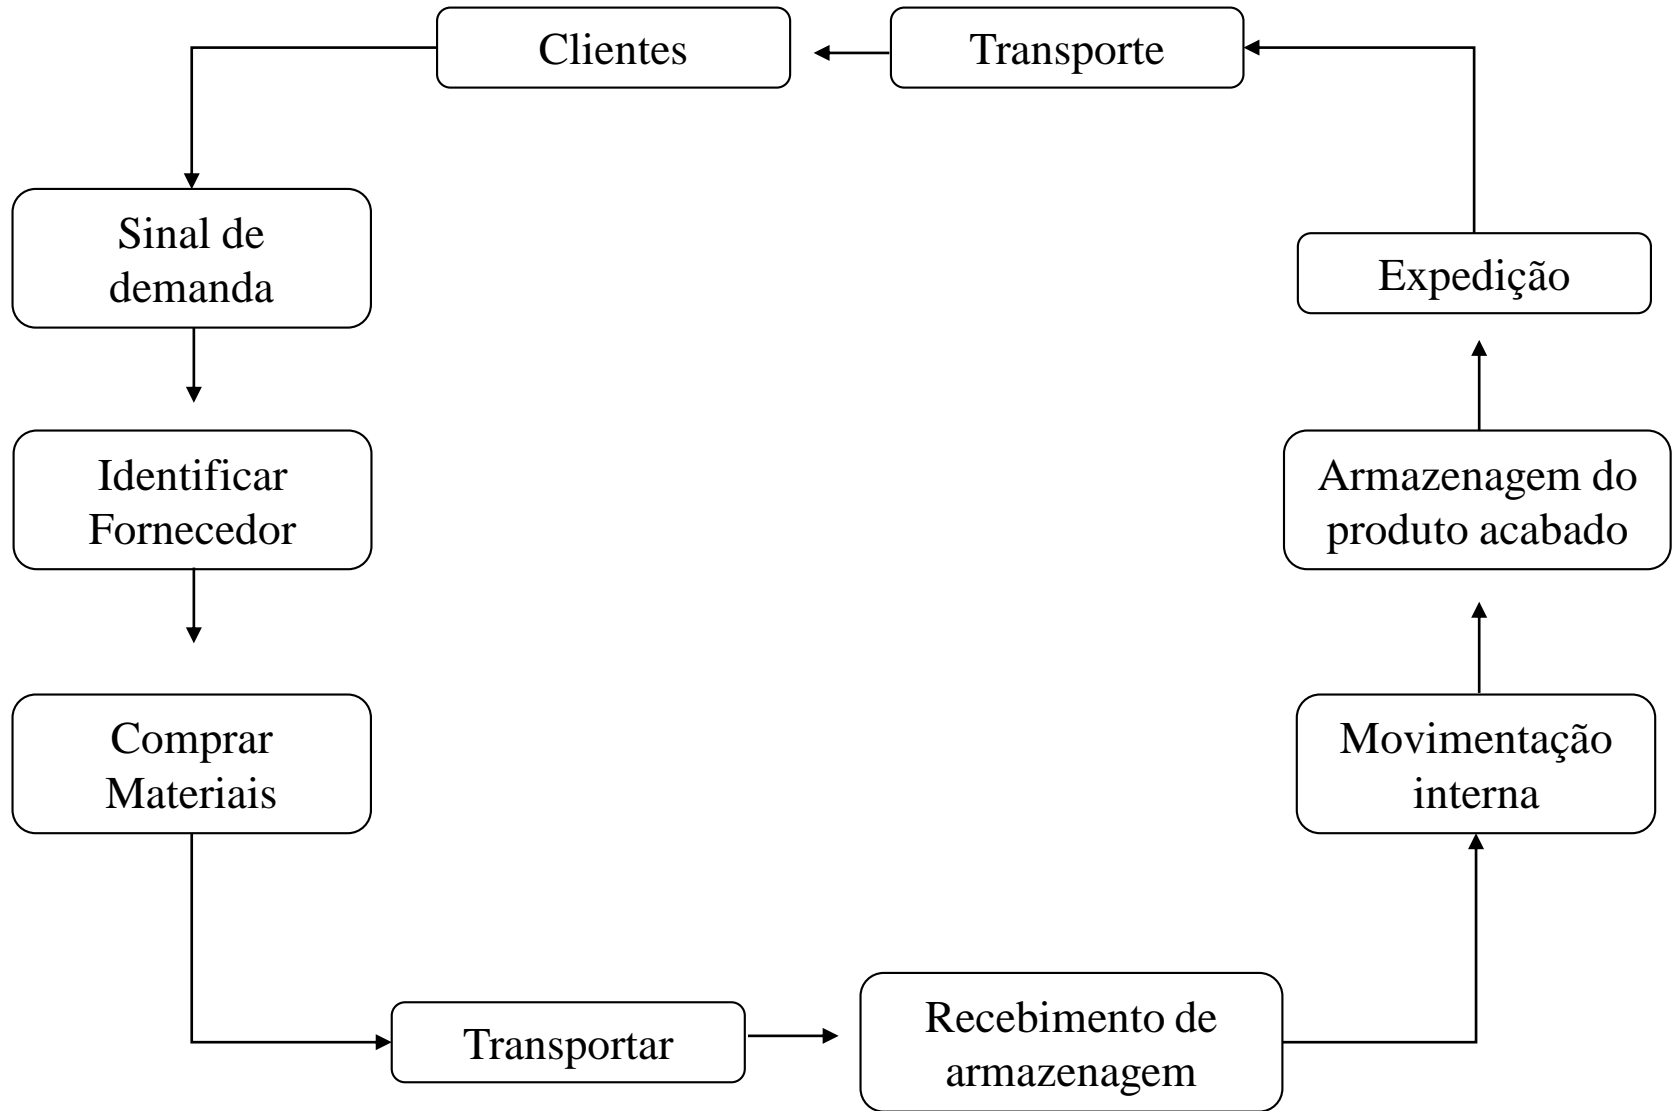 Clientes
Transporte
Sinal de
demanda
Expedição
Identificar
Fornecedor
Armazenagem do
produto acabado
Comprar
Materiais
Movimentação
interna
Transportar
Recebimento de
armazenagem